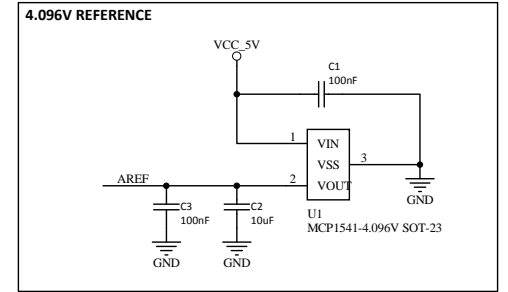 4.096V REFERENCE
VCC_5V
C1
100nF
1
VIN
VSS
3
AREF
2
VOUT
C3
100nF
C2
10uF
GND
U1
MCP1541-4.096V SOT-23
GND
GND